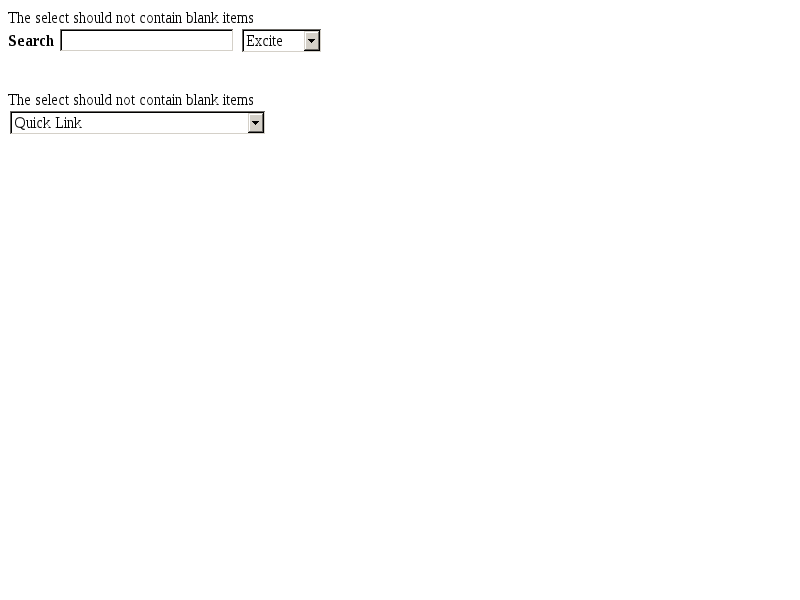 The select should not contain blank items
Search Excite
The select should not contain blank items
Quick Link